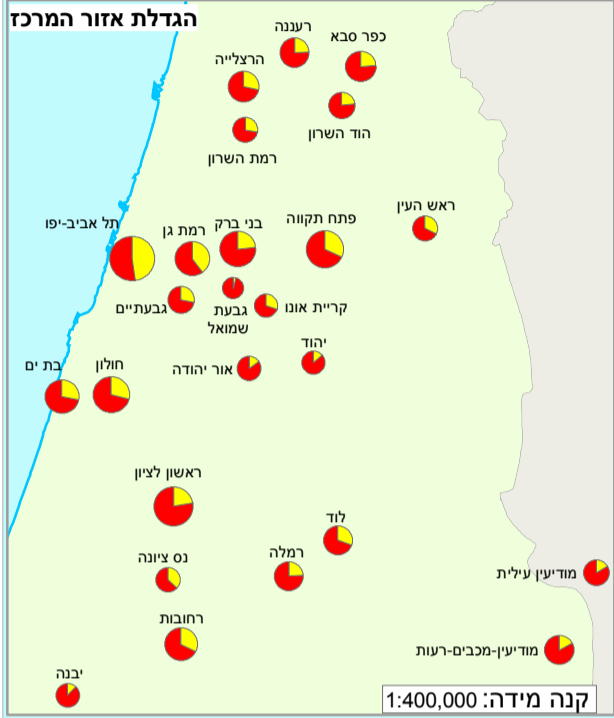 הגדלת אזור המרכז
רעננה
כפר סבא
הרצלייה
הוד השרון
רמת השרון
ראש העין
פתח תקווה
בני ברק
רמת גן
תל אביב-יפו
גבעתיים
גבעת
שמואל
קריית אונו
יהוד
אור יהודה
חולון
בת ים
ראשון לציון
לוד
רמלה
נס ציונה
מודיעין עילית
רחובות
מודיעין-מכבים-רעות
יבנה
קנה מידה: 1:400,000